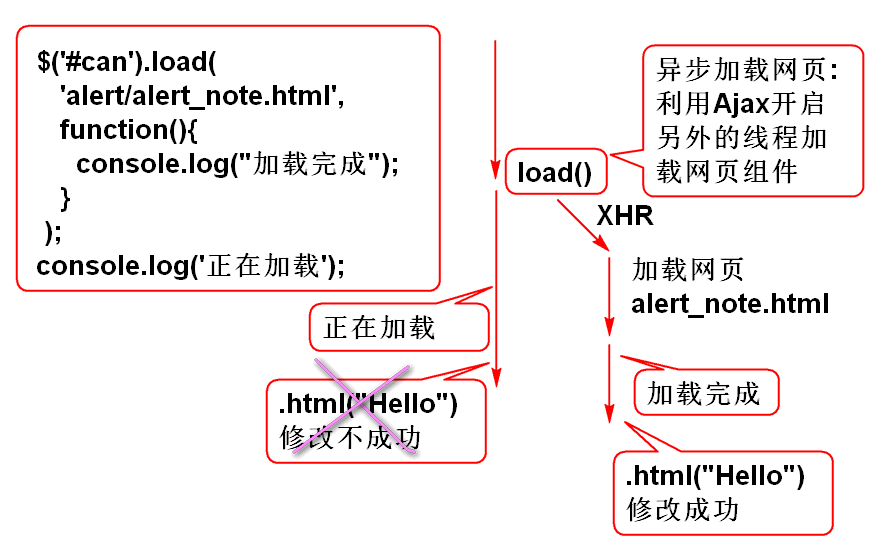 $('#can').load(
'alert/alert_note.html',
function(){
console.log("加载完成");
}
);
console.log('正在加载');
异步加载网页:
利用Ajax开启
另外的线程加
载网页组件
load()
XHR
加载网页
alert_note.html
正在加载
.html("Hello")
修改不成功
加载完成
.html("Hello")
修改成功